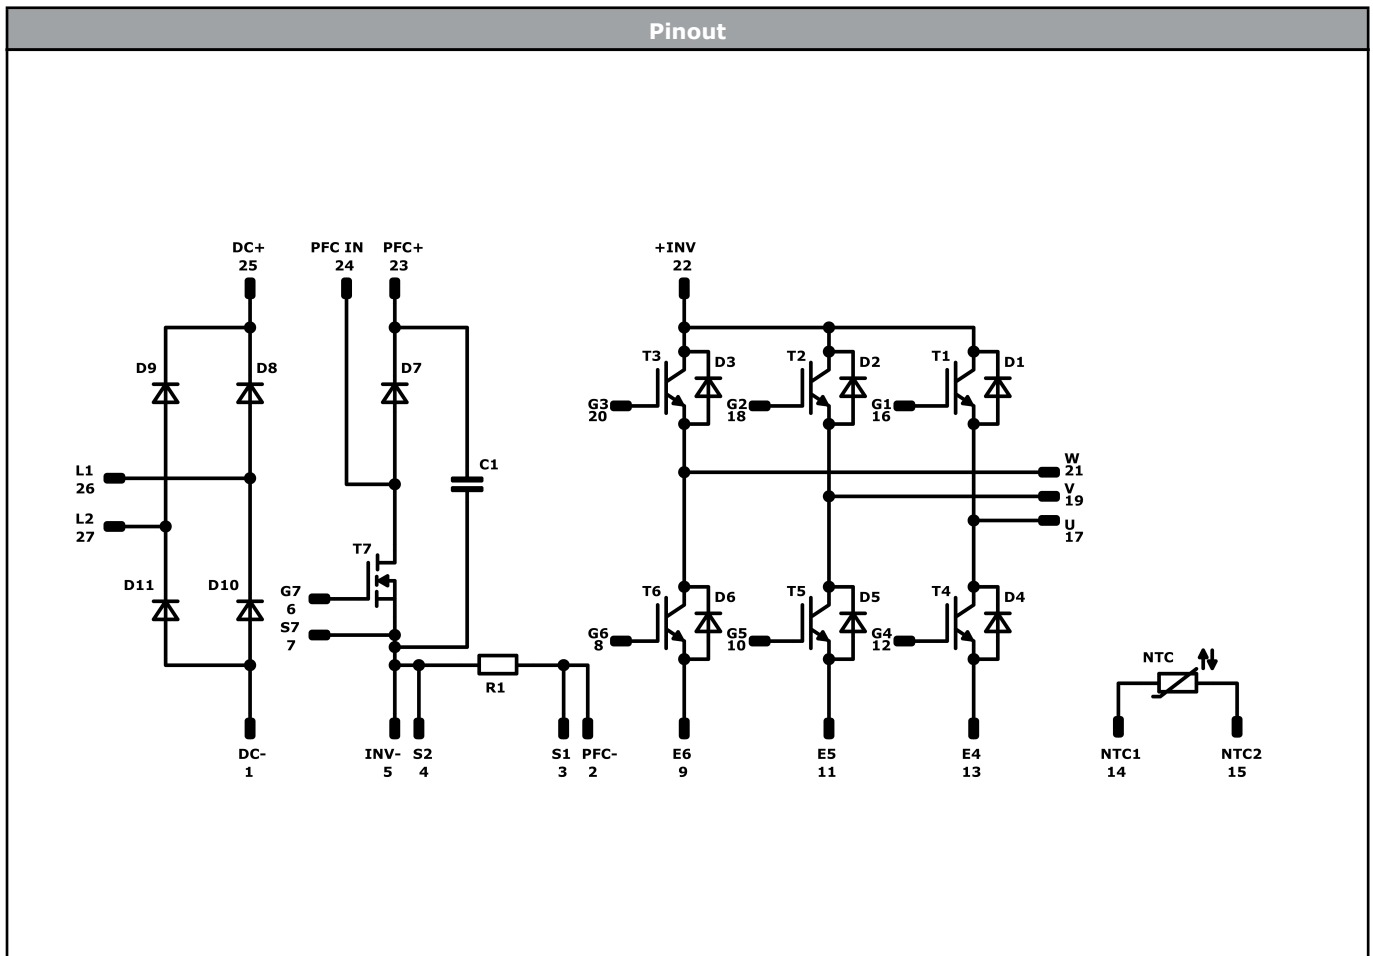 Pinout
DC+
25
PFC IN
24
PFC+
23
+INV
22
D9
D8
D7
T3
D3
T2
D2
T1
D1
G3
20
G2
18
G1
16
L1
26
L2
27
C1
W
21
V
19
U
17
T7
D11
D10
G7
6
S7
7
T6
D6
T5
D5
T4
D4
G6
8
G5
10
G4
12
R1
NTC
DC-
1
INV-
5
S2
4
S1
3
PFC-
2
E6
9
E5
11
E4
13
NTC1
14
NTC2
15